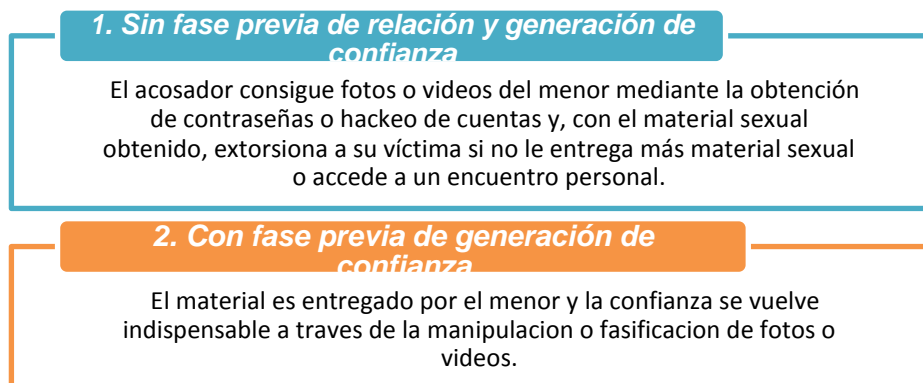 1. Sin fase previa de relación y generación de
confianza
El acosador consigue fotos o videos del menor mediante la obtención
de contraseñas o hackeo de cuentas y, con el material sexual
obtenido, extorsiona a su víctima si no le entrega más material sexual
o accede a un encuentro personal.
2. Con fase previa de generación de
confianza
El material es entregado por el menor y la confianza se vuelve
indispensable a traves de la manipulacion o fasificacion de fotos o
videos.